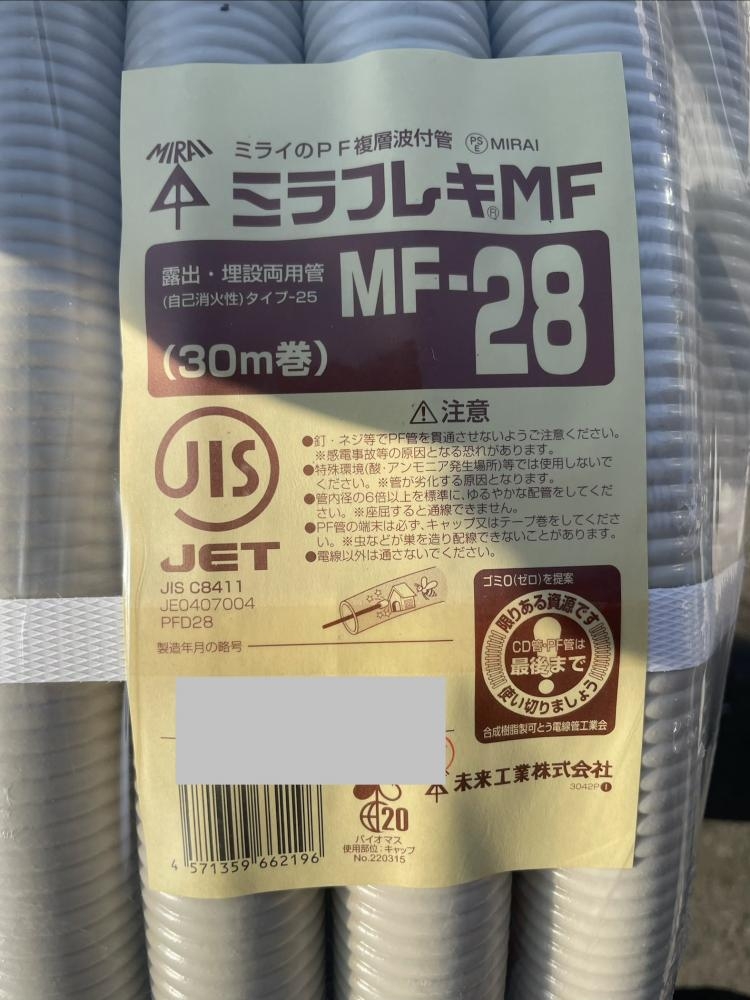 MIRAI
ミライのPF複層波付管 PSE MIRAI
ミラフレキ®MF
露出・埋設両用管
(自己消火性)タイプ-25
MF-28
(30m巻)
⚠注意
●釘・ネジ等でPF管を貫通させないようご注意ください。
※感電事故等の原因となる恐れがあります。
●特殊環境(酸・アンモニア発生場所)等では使用しないで
ください。※管が劣化する原因となります。
●管内径の6倍以上を標準に、ゆるやかな配管をしてくだ
さい。※座屈すると通線できません。
●PF管の端末は必ず、キャップ又はテープ巻をしてくださ
い。※虫などが巣を造り配線できないことがあります。
●電線以外は通さないでください。
JIS
JET
JIS C8411
JE0407004
PFD28
製造年月の略号
ゴミ0(ゼロ)を提案
限りある資源です
CD管・PF管は
最後まで
使い切りましょう
合成樹脂製可とう電線管工業会
未来工業株式会社
3042P
20
バイオマス
使用部位:キャップ
No.220315
4 571359 662196